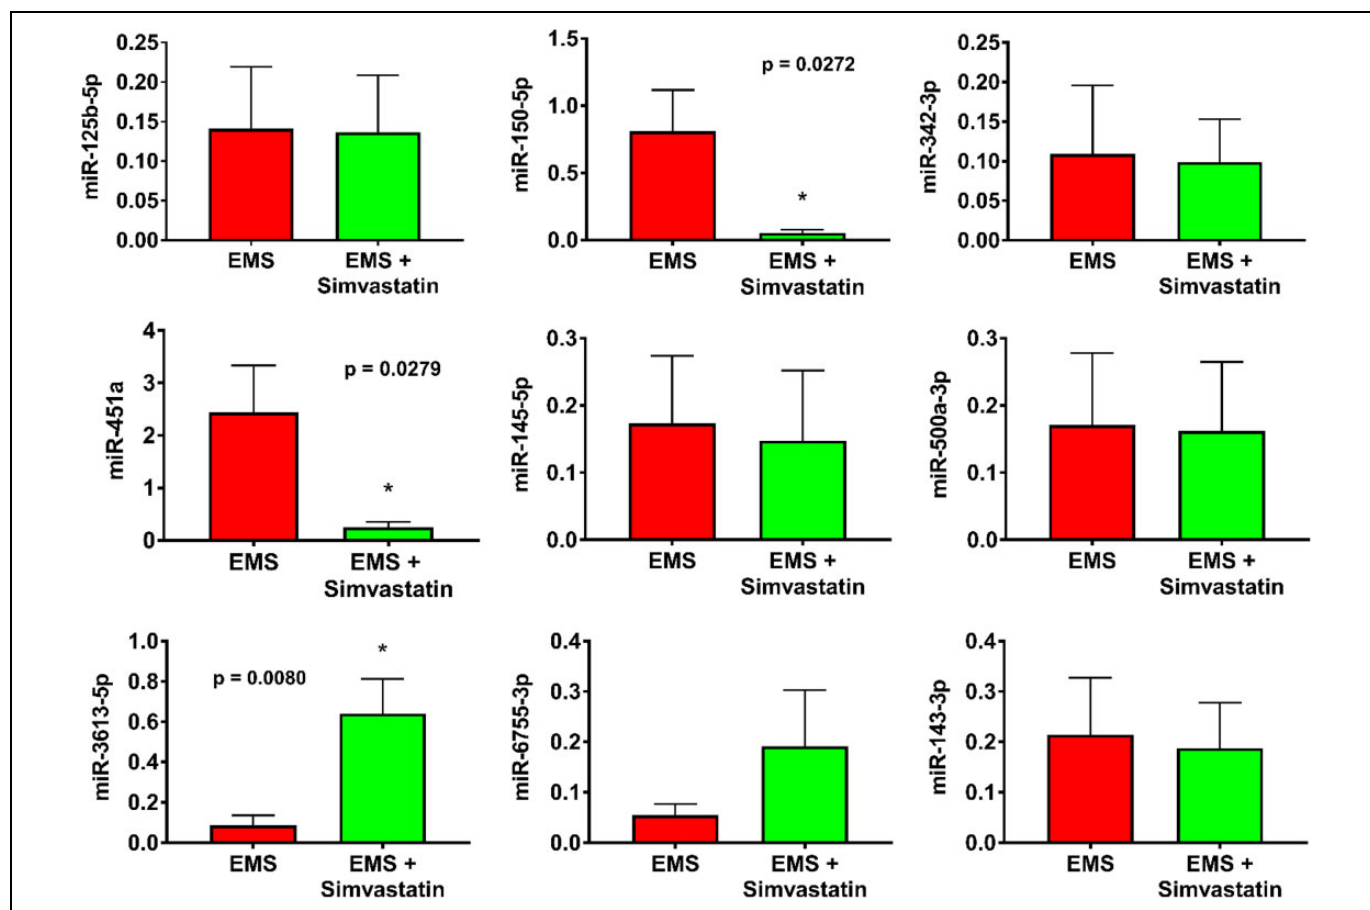 miR-125b-5p
0.25
0.20
0.15
0.10
0.05
0.00
EMS
EMS +
Simvastatin
miR-150-5p
1.5
1.0
0.5
0.0
p = 0.0272
*
EMS
EMS +
Simvastatin
miR-342-3p
0.25
0.20
0.15
0.10
0.05
0.00
EMS
EMS +
Simvastatin
miR-451a
4
3
2
1
0
p = 0.0279
*
EMS
EMS +
Simvastatin
miR-145-5p
0.3
0.2
0.1
0.0
EMS
EMS +
Simvastatin
miR-500a-3p
0.3
0.2
0.1
0.0
EMS
EMS +
Simvastatin
miR-3613-5p
1.0
0.8
0.6
0.4
0.2
0.0
p = 0.0080
*
EMS
EMS +
Simvastatin
miR-6755-3p
0.4
0.3
0.2
0.1
0.0
EMS
EMS +
Simvastatin
miR-143-3p
0.4
0.3
0.2
0.1
0.0
EMS
EMS +
Simvastatin